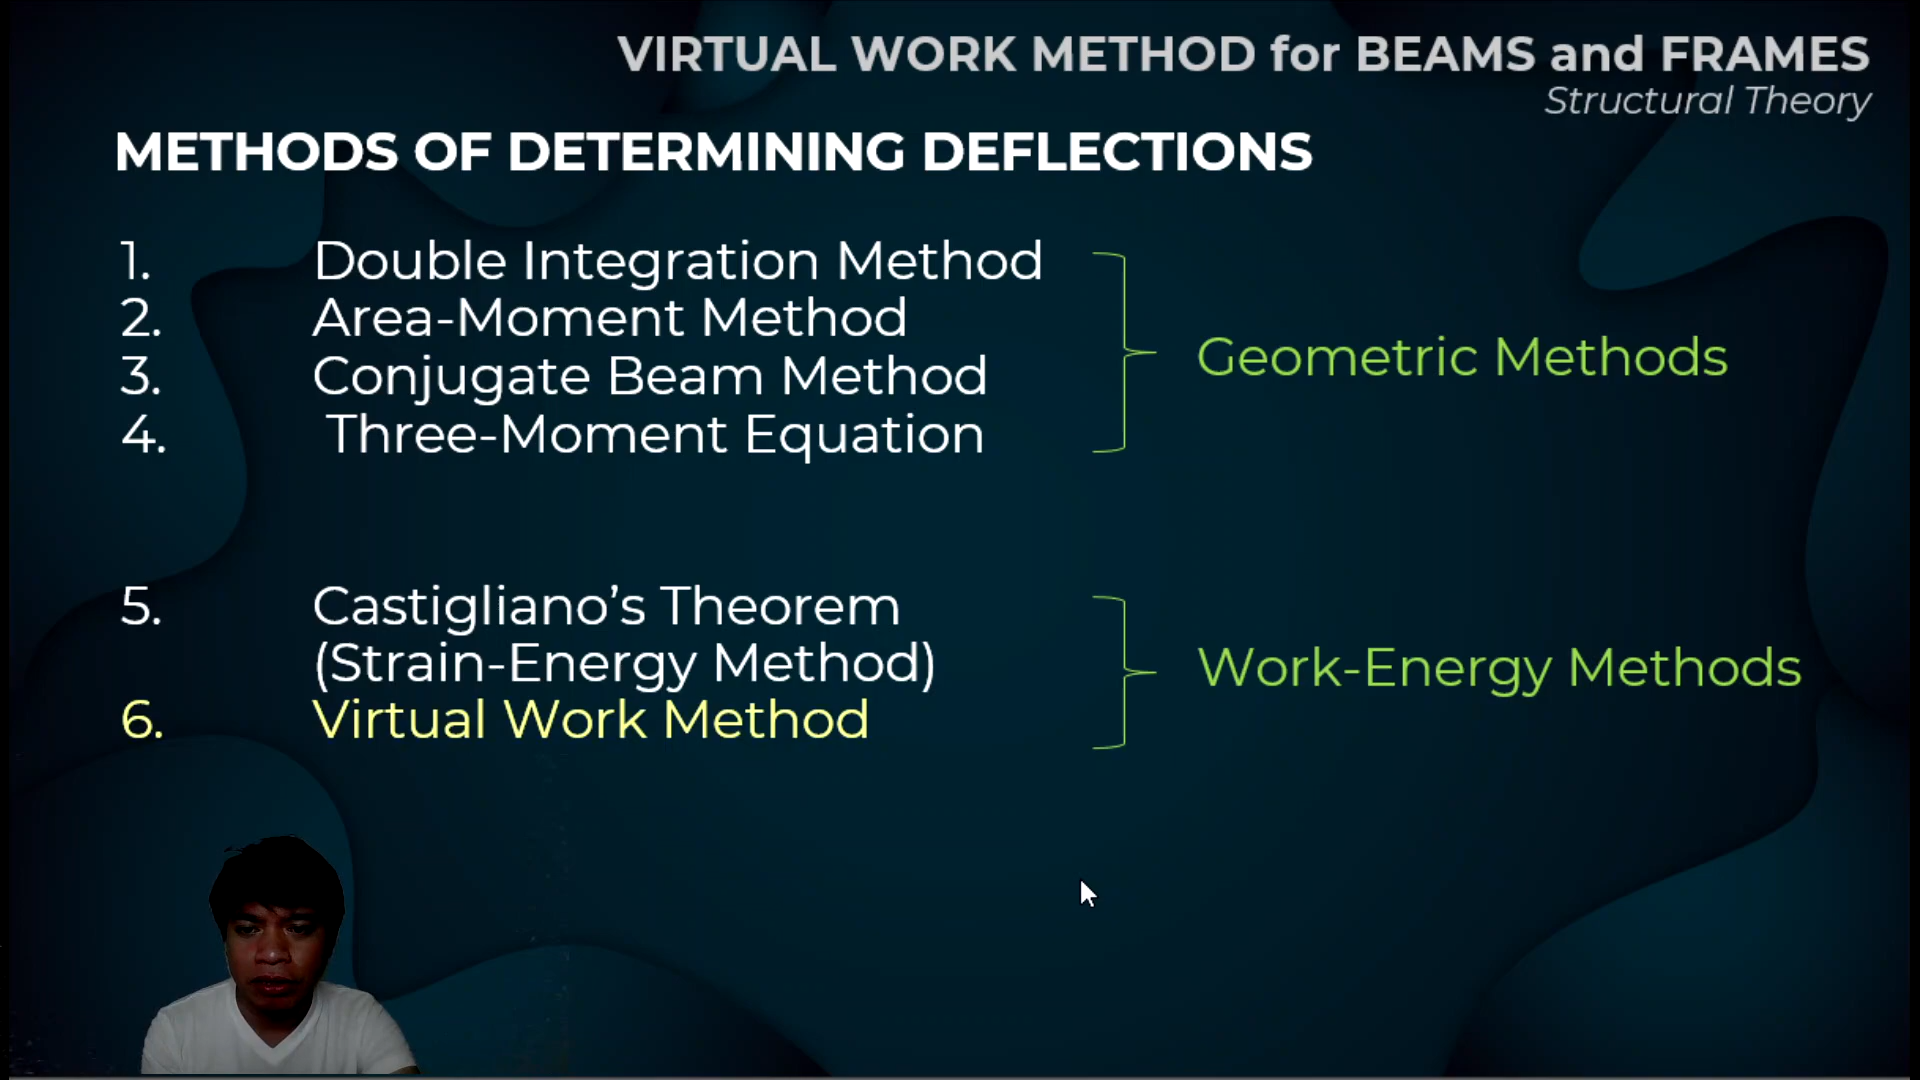 VIRTUAL WORK METHOD for BEAMS and FRAMES
Structural Theory
METHODS OF DETERMINING DEFLECTIONS
1. Double Integration Method
2. Area-Moment Method
3. Conjugate Beam Method
4. Three-Moment Equation
Geometric Methods
5. Castigliano’s Theorem
(Strain-Energy Method)
6. Virtual Work Method
Work-Energy Methods